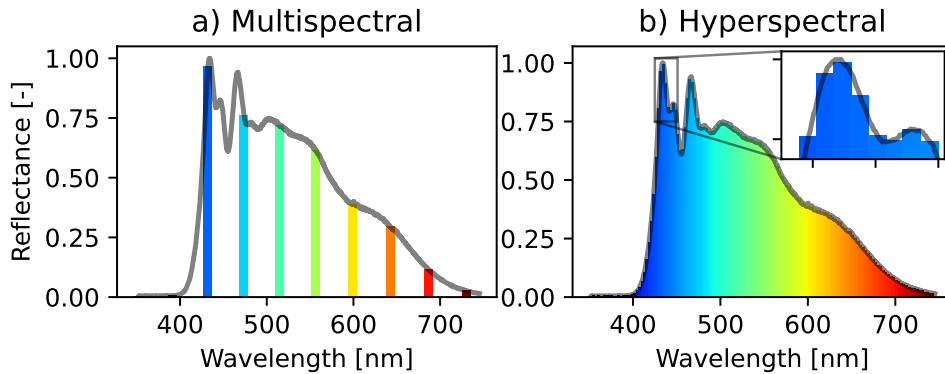 a) Multispectral
b) Hyperspectral
Reflectance [-]
1.00
0.75
0.50
0.25
0.00
400 500 600 700
Wavelength [nm]
1.00
0.75
0.50
0.25
0.00
400 500 600 700
Wavelength [nm]